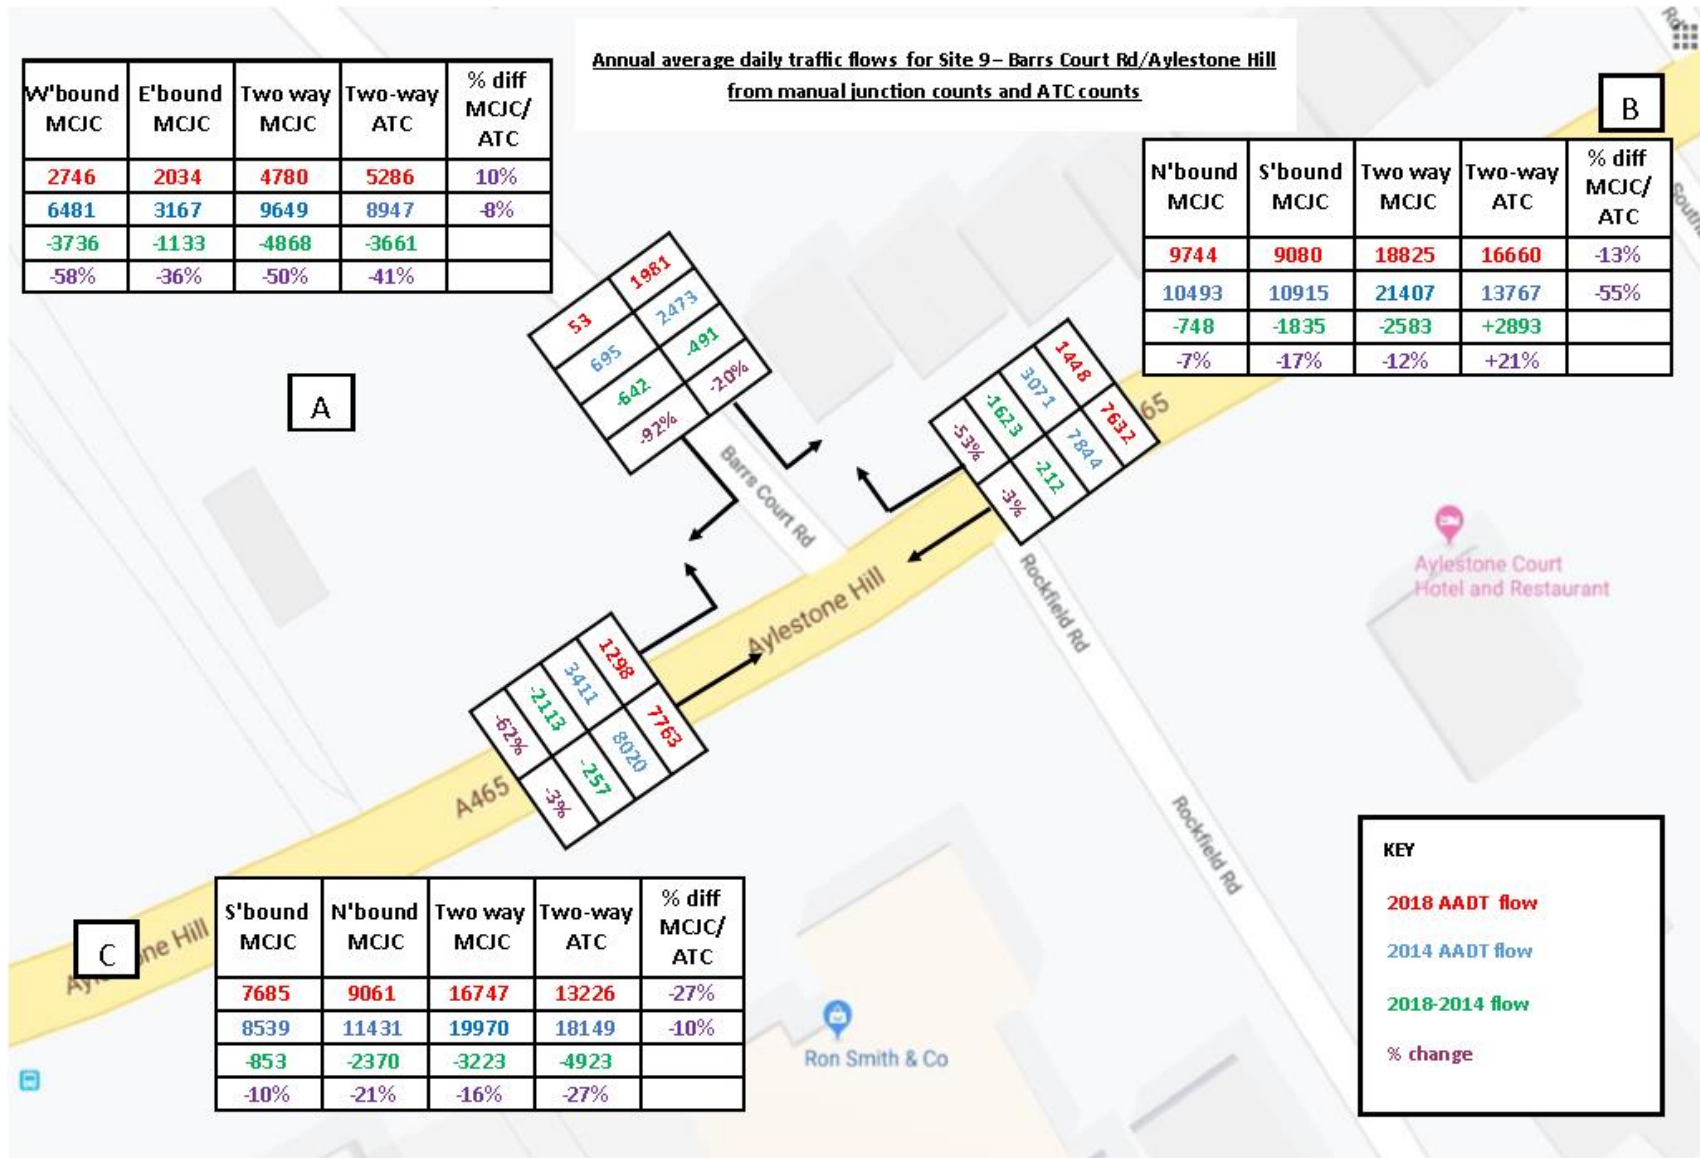 Annual average daily traffic flows for Site 9 – Barrs Court Rd/Aylestone Hill
from manual junction counts and ATC counts
Rd
W'bound MCJC E'bound MCJC Two way MCJC Two-way ATC % diff MCJC/ ATC
2746 2034 4780 5286 10%
6481 3167 9649 8947 -8%
-3736 -1133 -4868 -3661
-58% -36% -50% -41%
B
N'bound MCJC S'bound MCJC Two way MCJC Two-way ATC % diff MCJC/ ATC
9744 9080 18825 16660 -13%
10493 10915 21407 13767 -55%
-748 -1835 -2583 +2893
-7% -17% -12% +21%
South
A
53 1981
695 2473
-642 -491
-92% -20%
1448 7632
3071 7844
-1623 -212
-53% -3%
65
Barrs Court Rd
Aylestone Hill
Rockfield Rd
Aylestone Court
Hotel and Restaurant
1298 7763
3411 8020
-2113 -257
-62% -3%
A465
Rockfield Rd
C
Aylestone Hill
S'bound MCJC N'bound MCJC Two way MCJC Two-way ATC % diff MCJC/ ATC
7685 9061 16747 13226 -27%
8539 11431 19970 18149 -10%
-853 -2370 -3223 -4923
-10% -21% -16% -27%
Ron Smith & Co
KEY
2018 AADT flow
2014 AADT flow
2018-2014 flow
% change